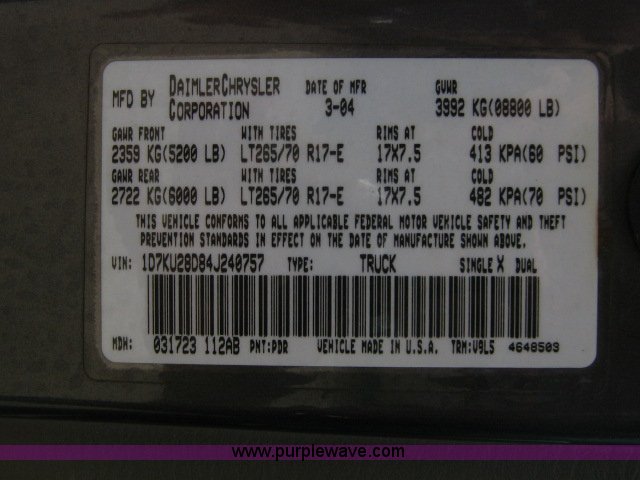 MFD BY DAIMLERCHRYSLER CORPORATION DATE OF MFR 3-04 GVWR 3992 KG(08800 LB)
GAWR FRONT WITH TIRES RIMS AT COLD
2359 KG(5200 LB) LT265/70 R17-E 17X7.5 413 KPA(60 PSI)
GAWR REAR WITH TIRES RIMS AT COLD
2722 KG(6000 LB) LT265/70 R17-E 17X7.5 482 KPA(70 PSI)
THIS VEHICLE CONFORMS TO ALL APPLICABLE FEDERAL MOTOR VEHICLE SAFETY AND THEFT
PREVENTION STANDARDS IN EFFECT ON THE DATE OF MANUFACTURE SHOWN ABOVE.
VIN: 1D7KU28D84J240757 TYPE: TRUCK SINGLE X DUAL
MDH: 031723 112AB PNT:PDR VEHICLE MADE IN U.S.A. TRM:V9L5 4648503
www.purplewave.com